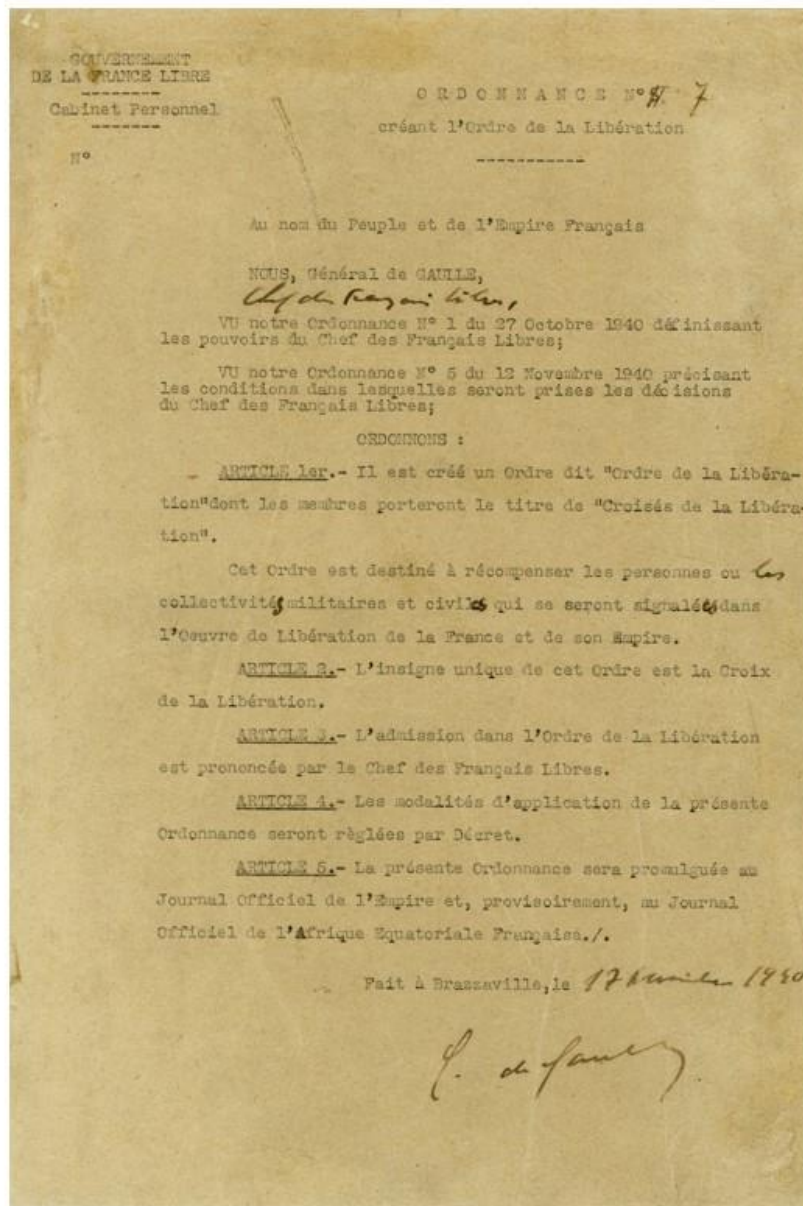 GOUVERNEMENT
DE LA FRANCE LIBRE
--------
Cabinet Personnel
-------
N°
ORDONNANCE N° 7
créant l'Ordre de la Libération
-----------
Au nom du Peuple et de l'Empire Français
NOUS, Général de GAULLE,
Chef des Français libres,
VU notre Ordonnance N° 1 du 27 Octobre 1940 définissant
les pouvoirs du Chef des Français Libres;
VU notre Ordonnance N° 5 du 12 Novembre 1940 précisant
les conditions dans lesquelles seront prises les décisions
du Chef des Français Libres;
ORDONNONS :
ARTICLE 1er.- Il est créé un Ordre dit "Ordre de la Libéra-
tion"dont les membres porteront le titre de "Croisés de la Libéra-
tion".
Cet Ordre est destiné à récompenser les personnes ou les
collectivités militaires et civiles qui se seront signalées dans
l'Oeuvre de Libération de la France et de son Empire.
ARTICLE 2.- L'insigne unique de cet Ordre est la Croix
de la Libération.
ARTICLE 3.- L'admission dans l'Ordre de la Libération
est prononcée par le Chef des Français Libres.
ARTICLE 4.- Les modalités d'application de la présente
Ordonnance seront règlées par Décret.
ARTICLE 5.- La présente Ordonnance sera promulguée au
Journal Officiel de l'Empire et, provisoirement, au Journal
Officiel de l'Afrique Equatoriale Française./.
Fait à Brazzaville, le 17 novembre 1940
C. de Gaulle